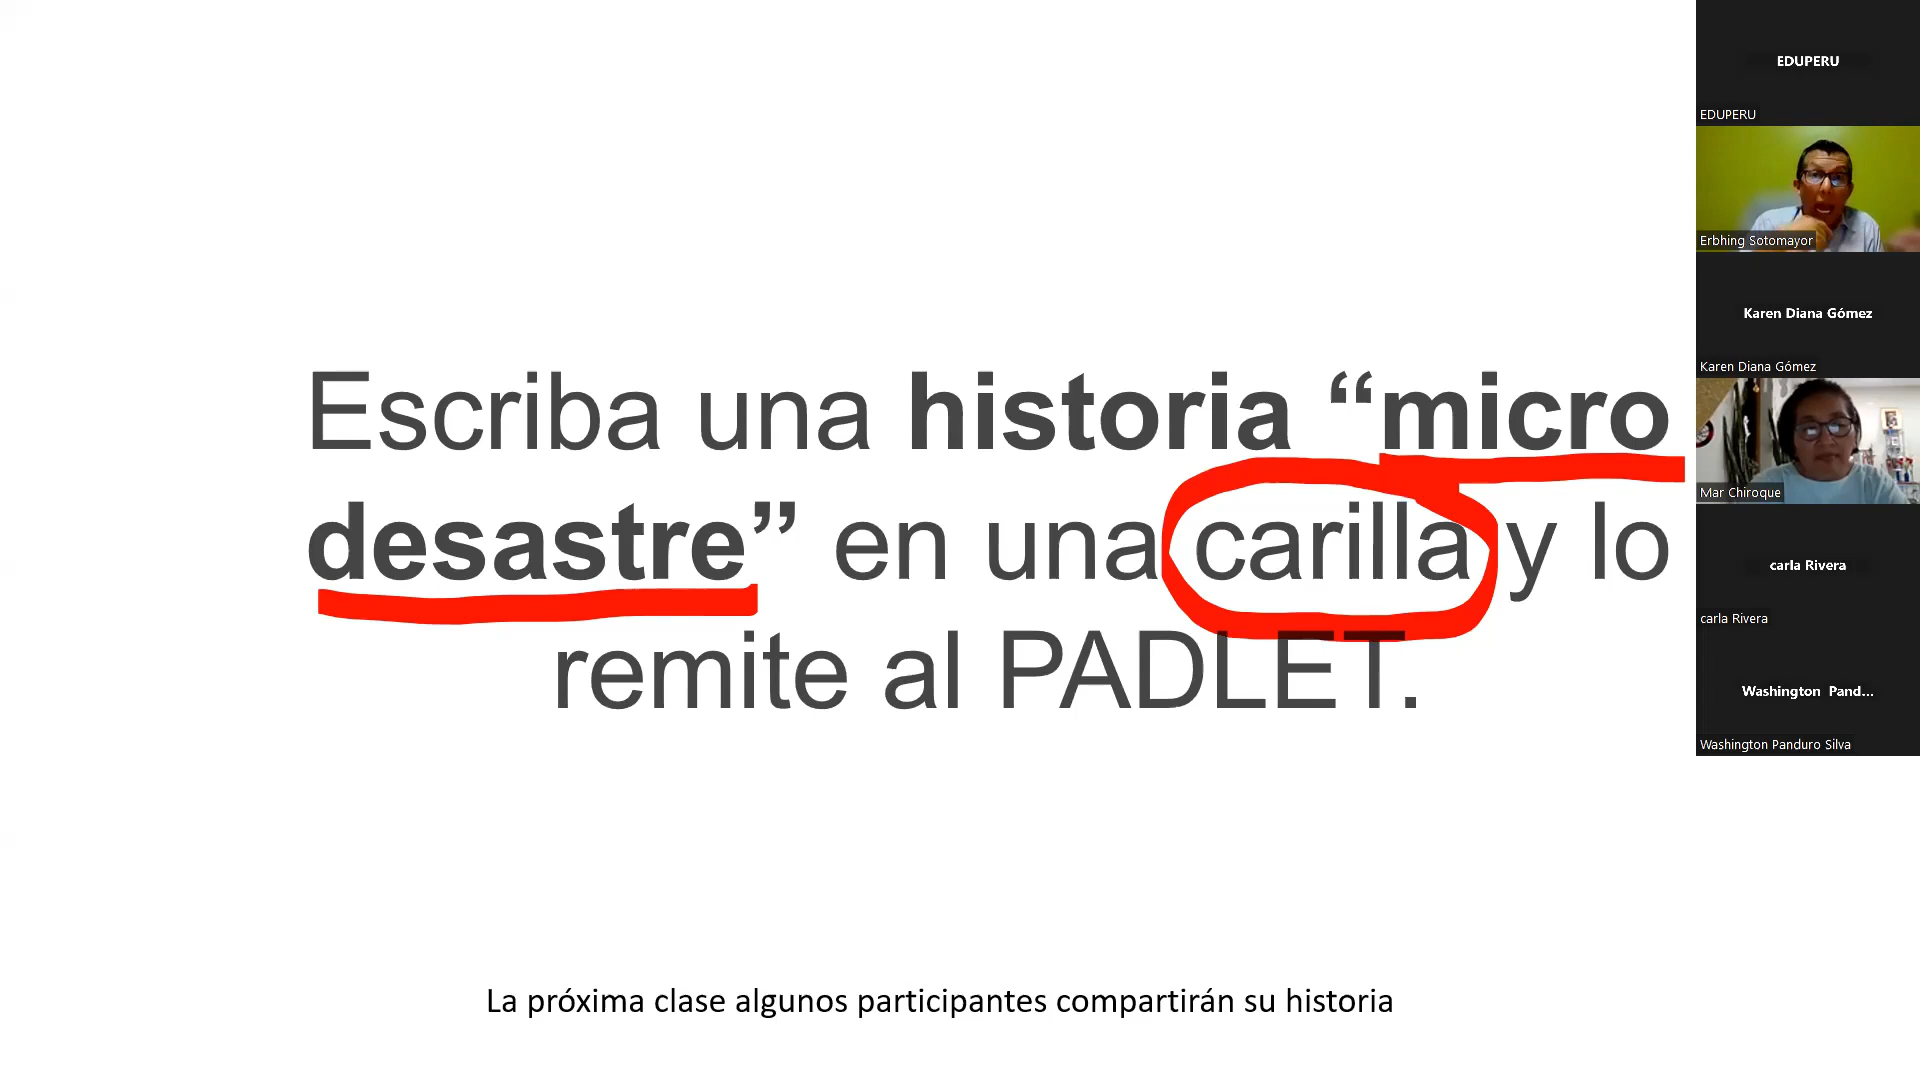 Escriba una historia “micro
desastre” en una carilla y lo
remite al PADLET.
La próxima clase algunos participantes compartirán su historia
EDUPERU
EDUPERU
Erbhing Sotomayor
Karen Diana Gómez
Karen Diana Gómez
Mar Chiroque
carla Rivera
carla Rivera
Washington Pand...
Washington Panduro Silva